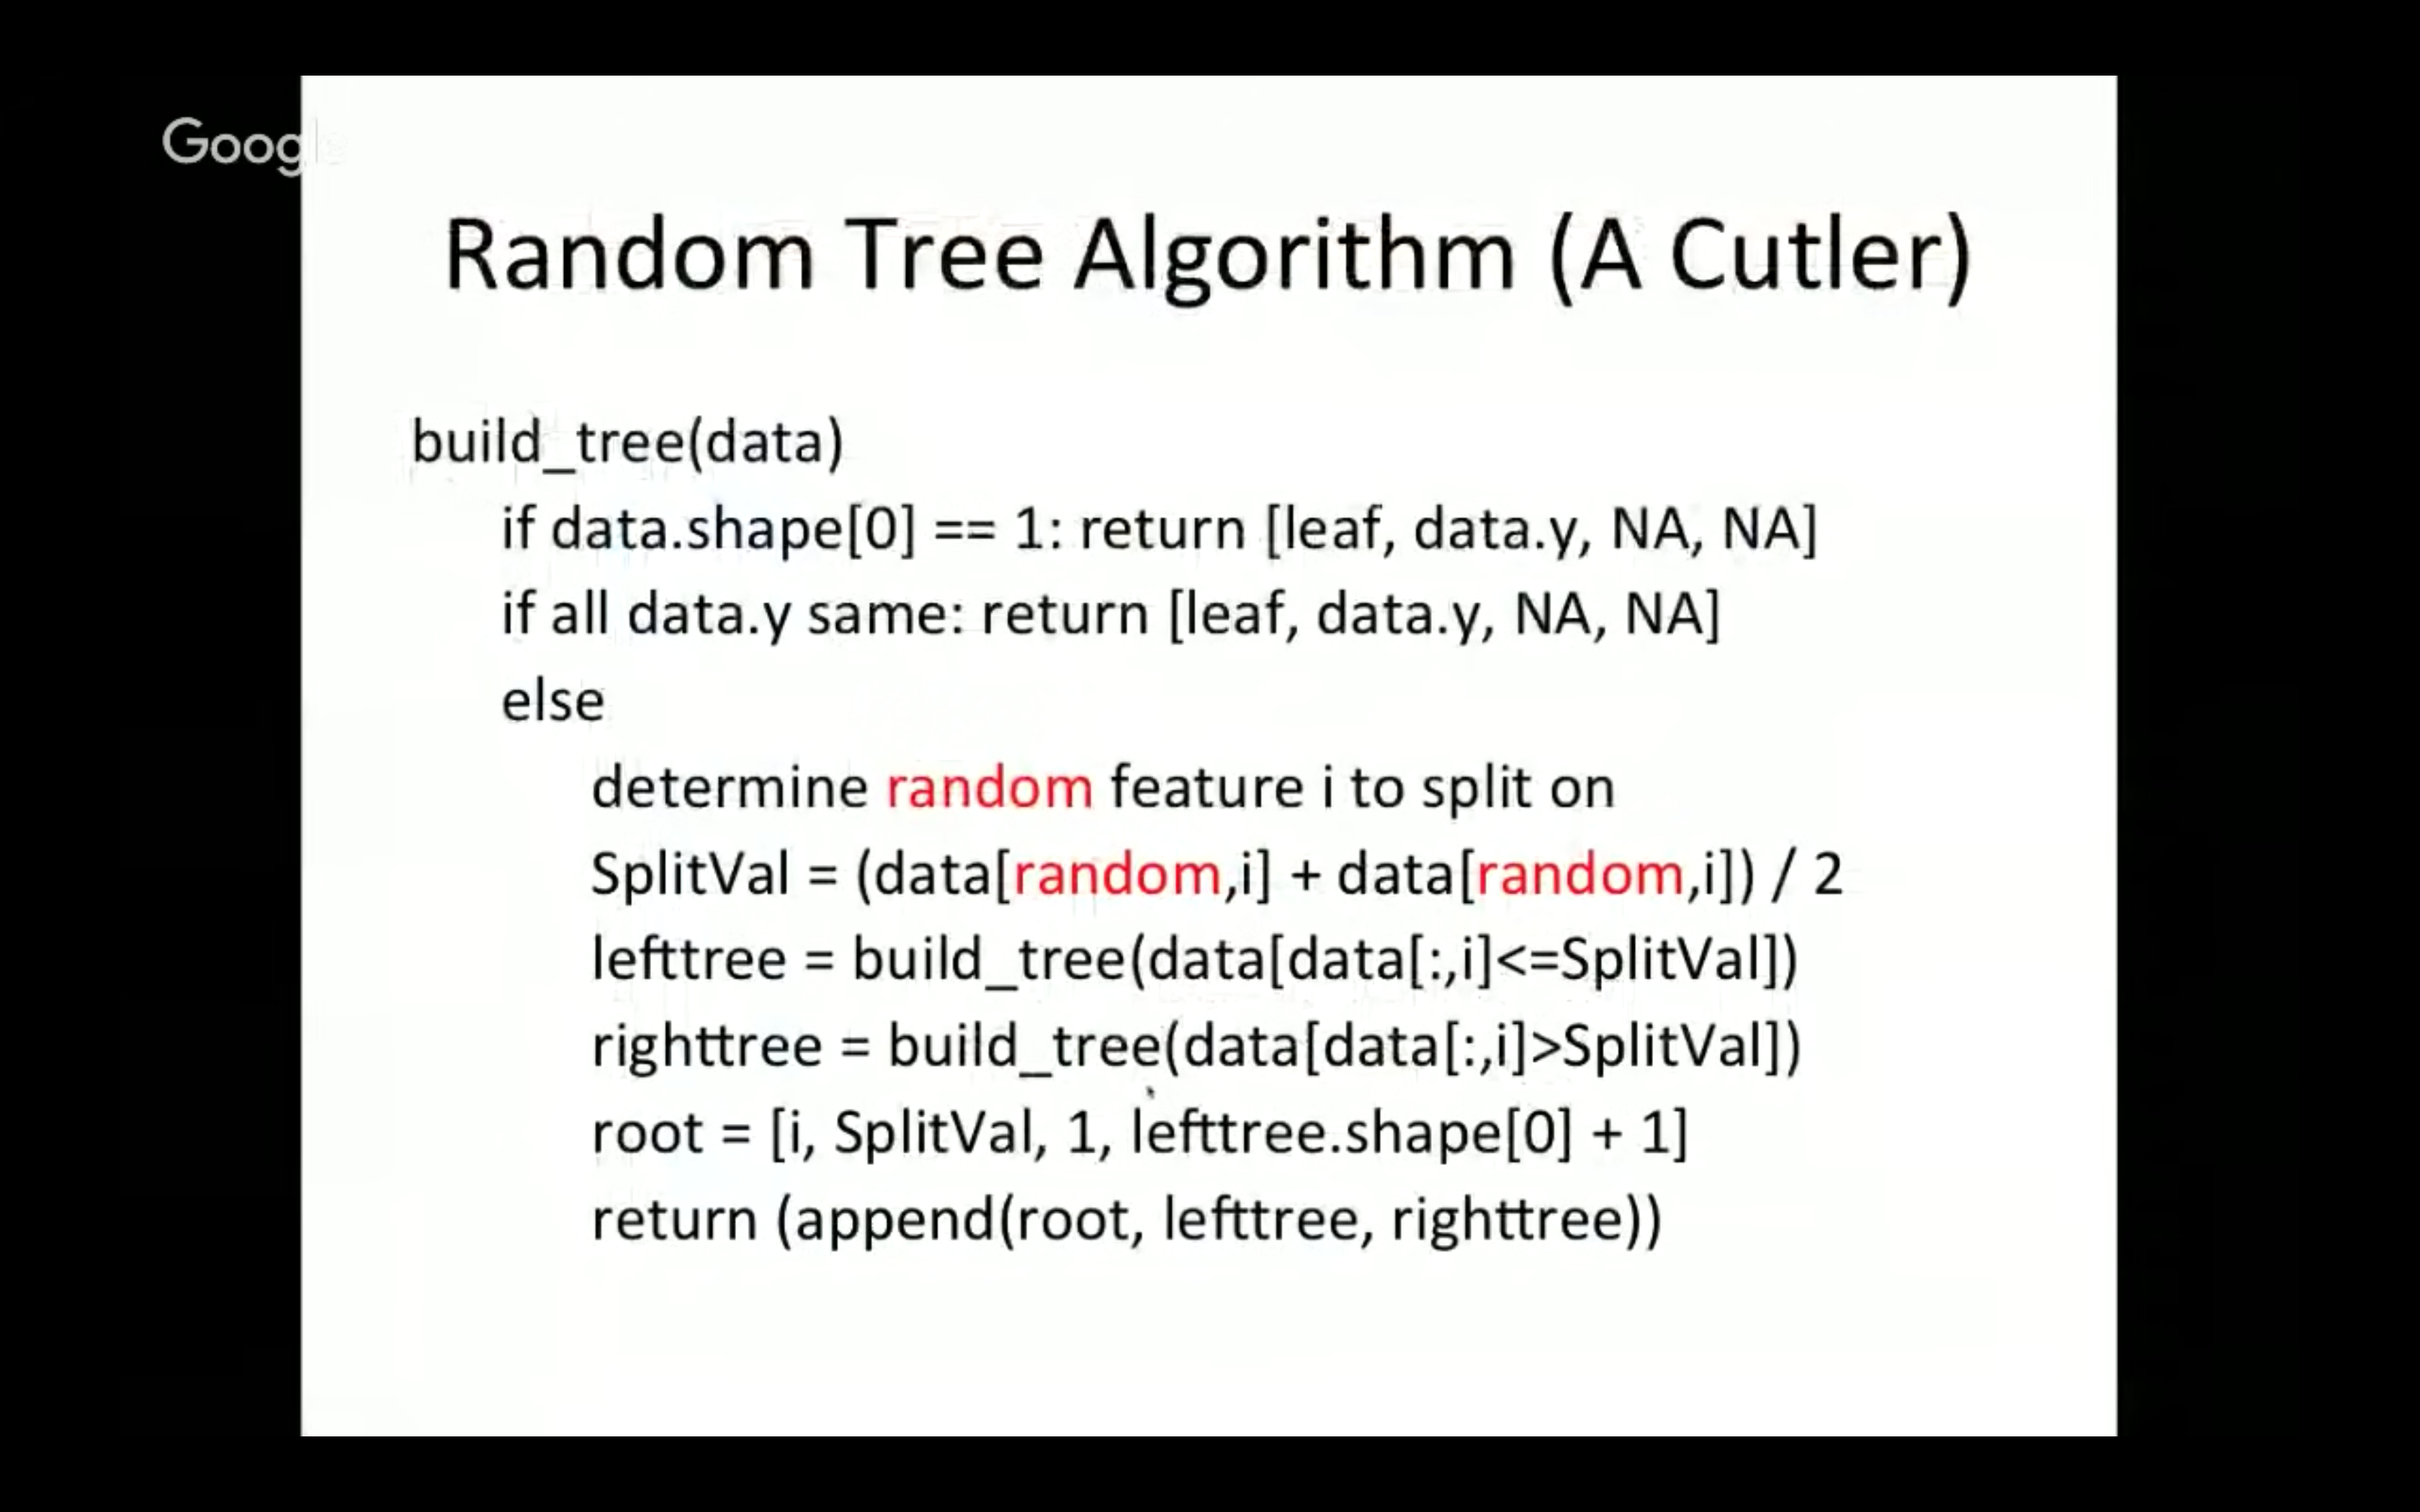 Goog
Random Tree Algorithm (A Cutler)
build_tree(data)
if data.shape[0] == 1: return [leaf, data.y, NA, NA]
if all data.y same: return [leaf, data.y, NA, NA]
else
determine random feature i to split on
SplitVal = (data[random,i] + data[random,i]) / 2
lefttree = build_tree(data[data[:,i]<=SplitVal])
righttree = build_tree(data[data[:,i]>SplitVal])
root = [i, SplitVal, 1, lefttree.shape[0] + 1]
return (append(root, lefttree, righttree))